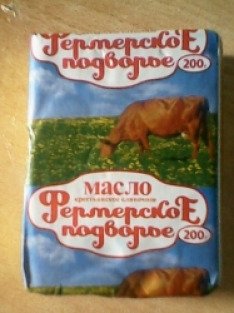 Фермерское
подворье
200г.
МАСЛО
крестьянское сливочное
Фермерское
подворье
200г.